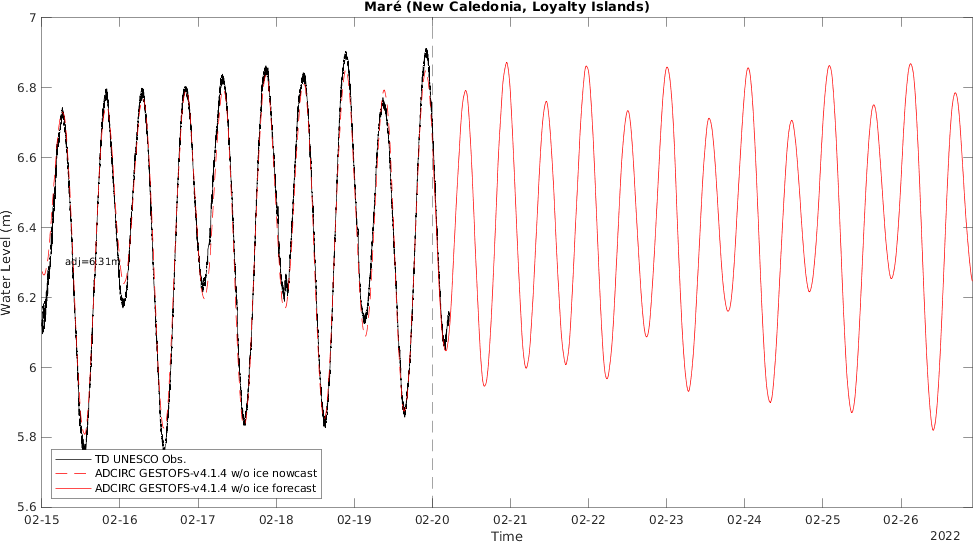 Maré (New Caledonia, Loyalty Islands)
7
6.8
6.6
6.4
6.2
6
5.8
5.6
Water Level (m)
adj=6.31m
TD UNESCO Obs.
ADCIRC GESTOFS-v4.1.4 w/o ice nowcast
ADCIRC GESTOFS-v4.1.4 w/o ice forecast
02-15 02-16 02-17 02-18 02-19 02-20 02-21 02-22 02-23 02-24 02-25 02-26
Time
2022